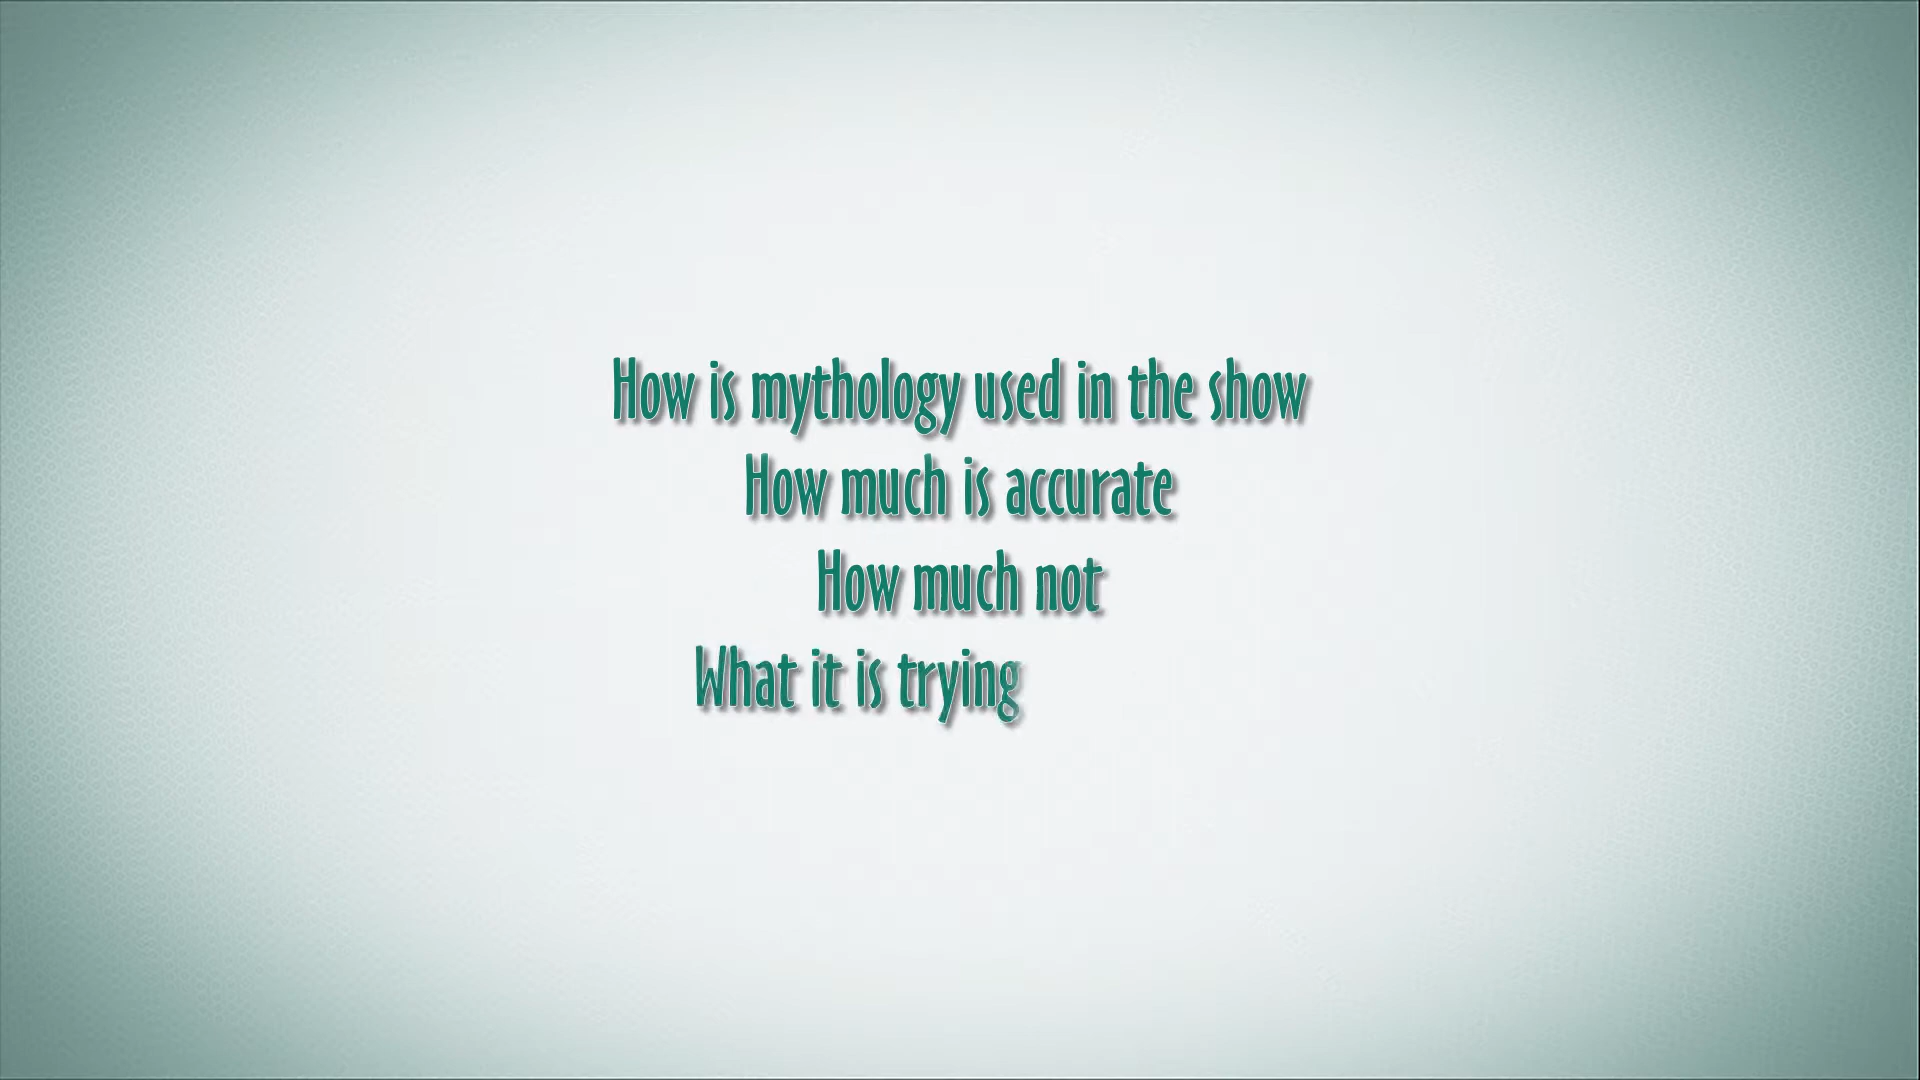 How is mythology used in the show
How much is accurate
How much not
What it is trying